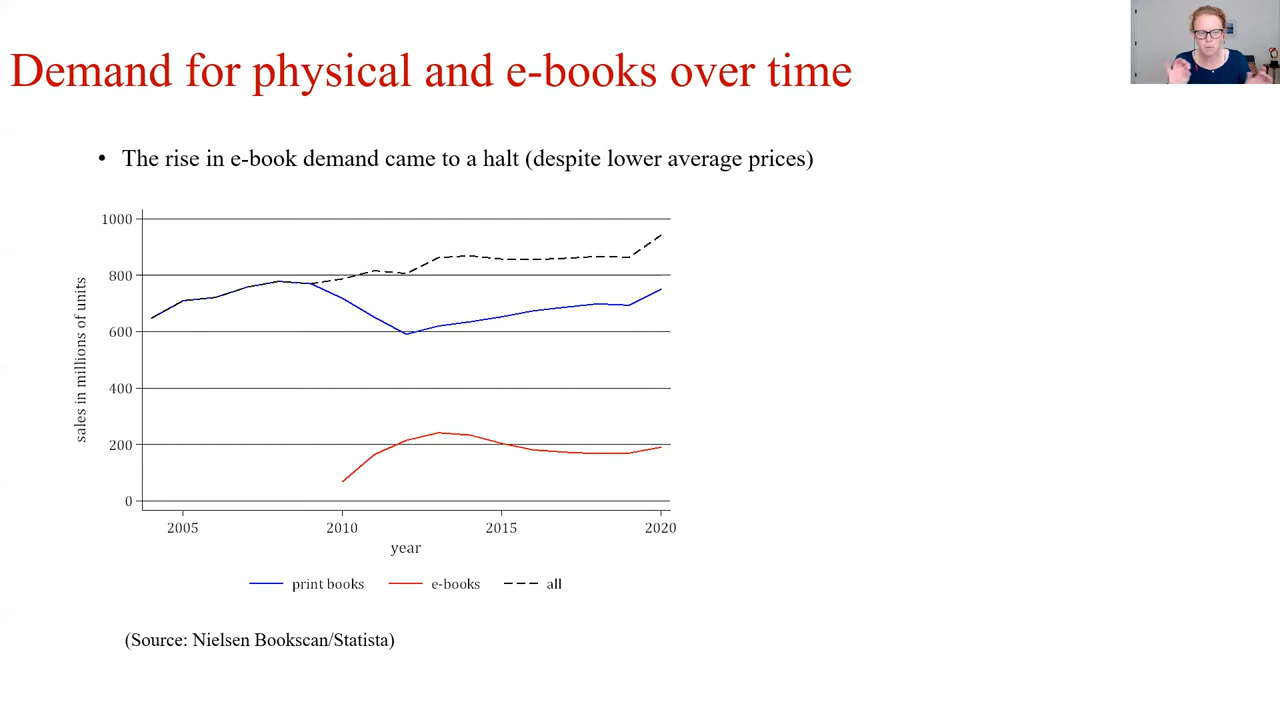 Demand for physical and e-books over time
• The rise in e-book demand came to a halt (despite lower average prices)
1000
800
600
400
200
0
sales in millions of units
2005 2010 2015 2020
year
print books e-books all
(Source: Nielsen Bookscan/Statista)